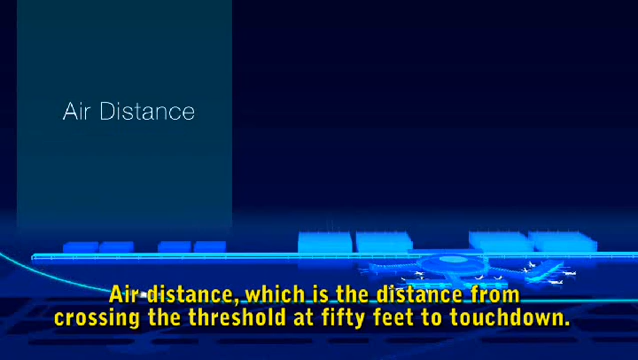 Air Distance
Air distance, which is the distance from
crossing the threshold at fifty feet to touchdown.